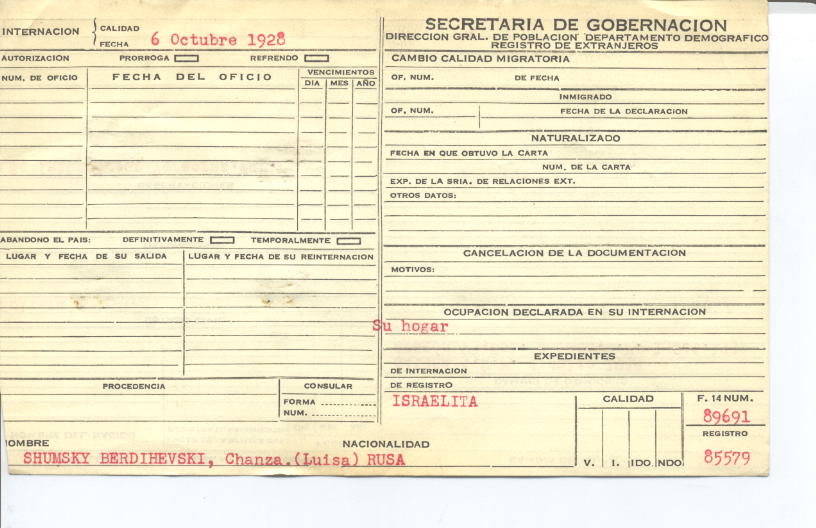 INTERNACION { CALIDAD
FECHA 6 Octubre 1928
AUTORIZACIÓN PRORROGA REFRENDO
NUM. DE OFICIO FECHA DEL OFICIO VENCIMIENTOS
DIA MES AÑO
ABANDONO EL PAIS: DEFINITIVAMENTE TEMPORALMENTE
LUGAR Y FECHA DE SU SALIDA LUGAR Y FECHA DE SU REINTERNACION
PROCEDENCIA CONSULAR
FORMA
NUM.
SECRETARIA DE GOBERNACION
DIRECCION GRAL. DE POBLACION DEPARTAMENTO DEMOGRAFICO
REGISTRO DE EXTRANJEROS
CAMBIO CALIDAD MIGRATORIA
OF. NUM. DE FECHA
INMIGRADO
OF. NUM. FECHA DE LA DECLARACION
NATURALIZADO
FECHA EN QUE OBTUVO LA CARTA
NUM. DE LA CARTA
EXP. DE LA SRIA. DE RELACIONES EXT.
OTROS DATOS:
CANCELACION DE LA DOCUMENTACION
MOTIVOS:
OCUPACION DECLARADA EN SU INTERNACION
Su hogar
EXPEDIENTES
DE INTERNACION
DE REGISTRO
ISRAELITA
CALIDAD
V. I. IDO. NDO.
F. 14 NUM.
89691
REGISTRO
85579
OMBRE NACIONALIDAD
SHUMSKY BERDIHEVSKI, Chanza.(Luisa) RUSA